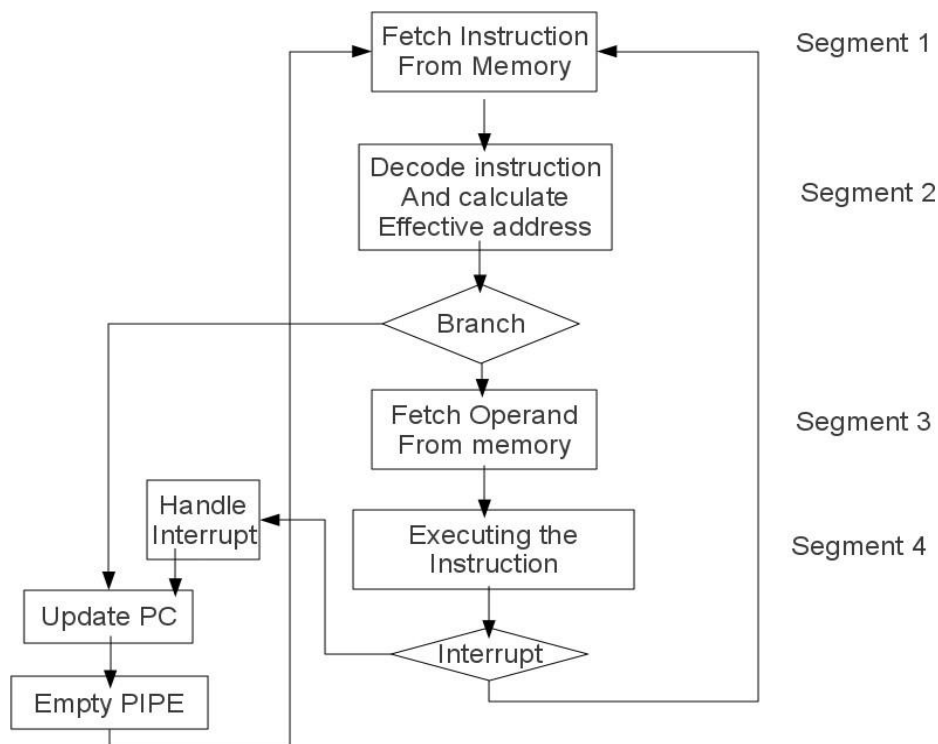 Fetch Instruction
From Memory
Segment 1
Decode instruction
And calculate
Effective address
Segment 2
Branch
Fetch Operand
From memory
Segment 3
Handle
Interrupt
Executing the
Instruction
Segment 4
Update PC
Interrupt
Empty PIPE